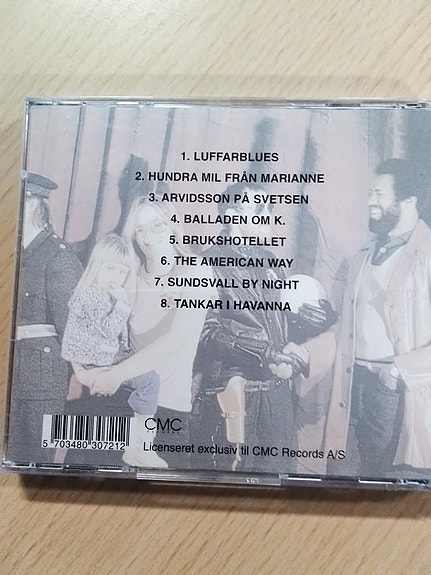 1. LUFFARBLUES
2. HUNDRA MIL FRÅN MARIANNE
3. ARVIDSSON PÅ SVETSEN
4. BALLADEN OM K.
5. BRUKSHOTELLET
6. THE AMERICAN WAY
7. SUNDSVALL BY NIGHT
8. TANKAR I HAVANNA
5 703480 307212
CMC
RECORDS
Licenseret exclusiv til CMC Records A/S